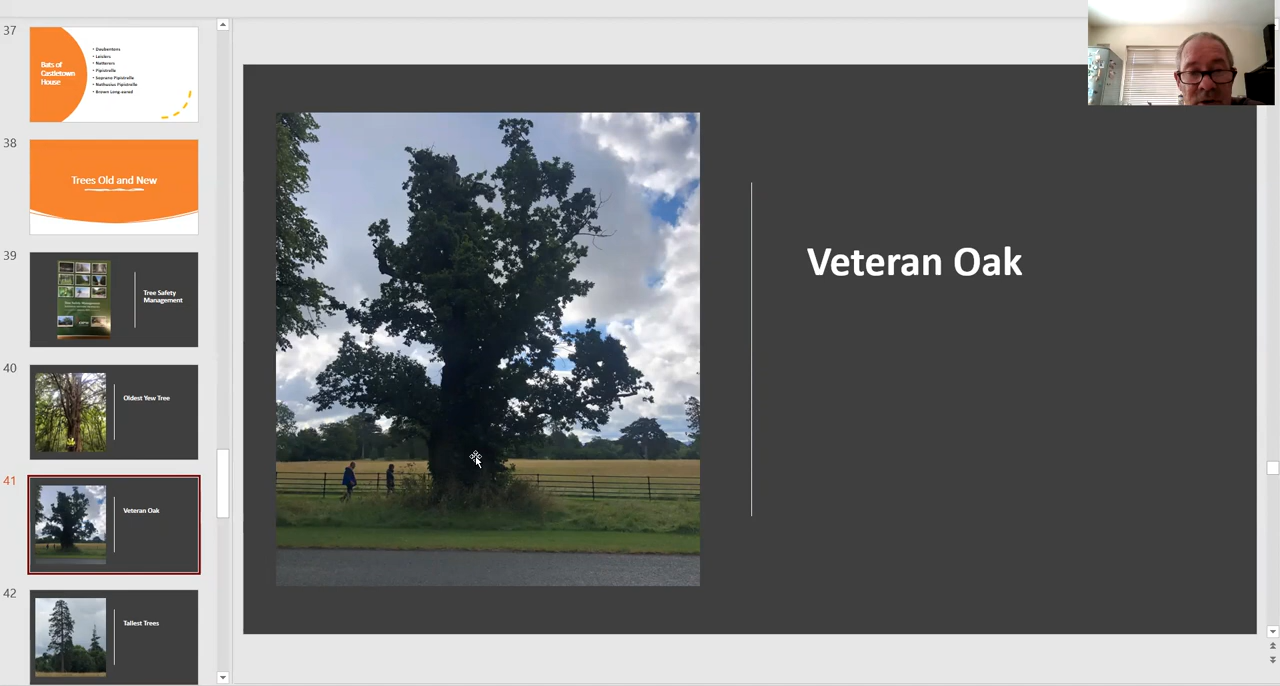 37
Bats of
Castletown
House
• Daubentons
• Leislers
• Natterers
• Pipistrelle
• Soprano Pipistrelle
• Nathusius Pipistrelle
• Brown Long-eared
38
Trees Old and New
39
Tree Safety
Management
40
Oldest Yew Tree
41
Veteran Oak
42
Tallest Trees
Veteran Oak